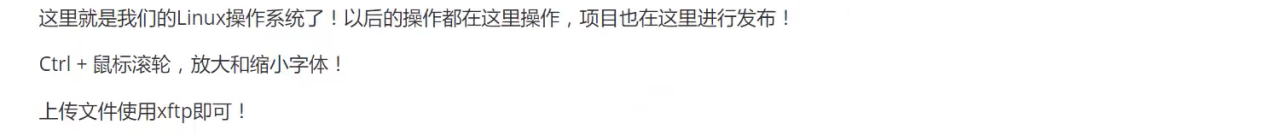 这里就是我们的Linux操作系统了！以后的操作都在这里操作，项目也在这里进行发布！
Ctrl + 鼠标滚轮，放大和缩小字体！
上传文件使用xftp即可！